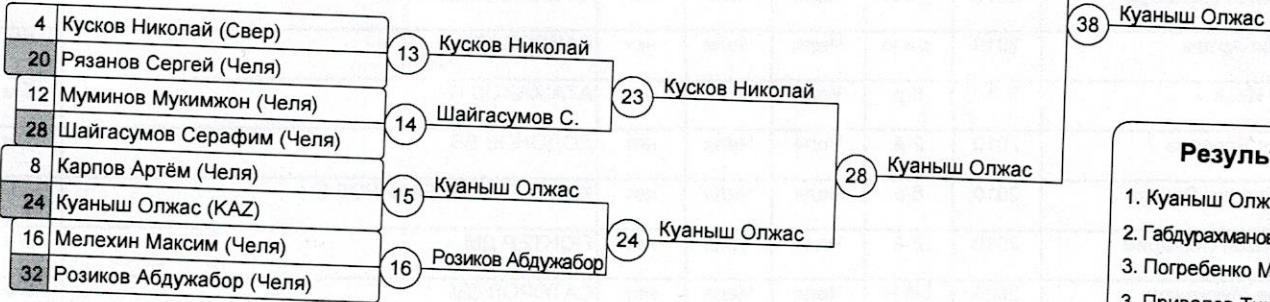 4 Кусков Николай (Свер)
20 Рязанов Сергей (Челя)
12 Муминов Мукимжон (Челя)
28 Шайгасумов Серафим (Челя)
8 Карпов Артём (Челя)
24 Куаныш Олжас (KAZ)
16 Мелехин Максим (Челя)
32 Розиков Абдужабор (Челя)
13 Кусков Николай
14 Шайгасумов С.
15 Куаныш Олжас
16 Розиков Абдужабор
23 Кусков Николай
24 Куаныш Олжас
28 Куаныш Олжас
38 Куаныш Олжас
Резуль
1. Куаныш Олж
2. Габдурахманов
3. Погребенко М
3. Привалов